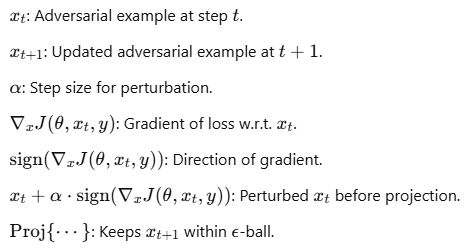 x_t: Adversarial example at step t.
x_{t+1}: Updated adversarial example at t + 1.
α: Step size for perturbation.
∇_x J(θ, x_t, y): Gradient of loss w.r.t. x_t.
sign(∇_x J(θ, x_t, y)): Direction of gradient.
x_t + α · sign(∇_x J(θ, x_t, y)): Perturbed x_t before projection.
Proj{⋯}: Keeps x_{t+1} within ϵ-ball.